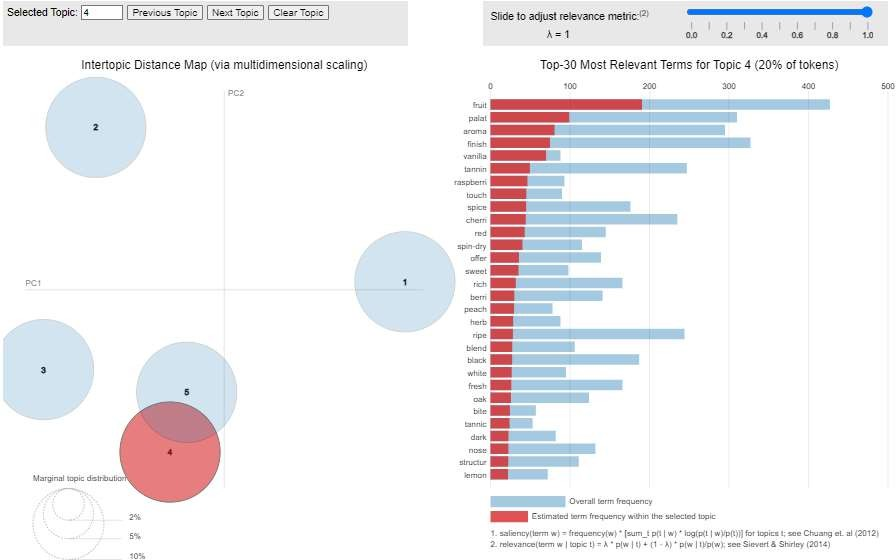 Selected Topic: 4 Previous Topic Next Topic Clear Topic
Slide to adjust relevance metric:(2)
λ = 1
0.0 0.2 0.4 0.6 0.8 1.0
Intertopic Distance Map (via multidimensional scaling)
PC2
PC1
2
1
3
5
4
Marginal topic distribution
2%
5%
10%
Top-30 Most Relevant Terms for Topic 4 (20% of tokens)
0 100 200 300 400 500
fruit
palat
aroma
finish
vanilla
tannin
raspberri
touch
spice
cherri
red
spin-dry
offer
sweet
rich
berri
peach
herb
ripe
blend
black
white
fresh
oak
bite
tannic
dark
nose
structur
lemon
Overall term frequency
Estimated term frequency within the selected topic
1. saliency(term w) = frequency(w) * [sum_t p(t | w) * log(p(t | w)/p(t))] for topics t; see Chuang et. al (2012)
2. relevance(term w | topic t) = λ * p(w | t) + (1 - λ) * p(w | t)/p(w); see Sievert & Shirley (2014)